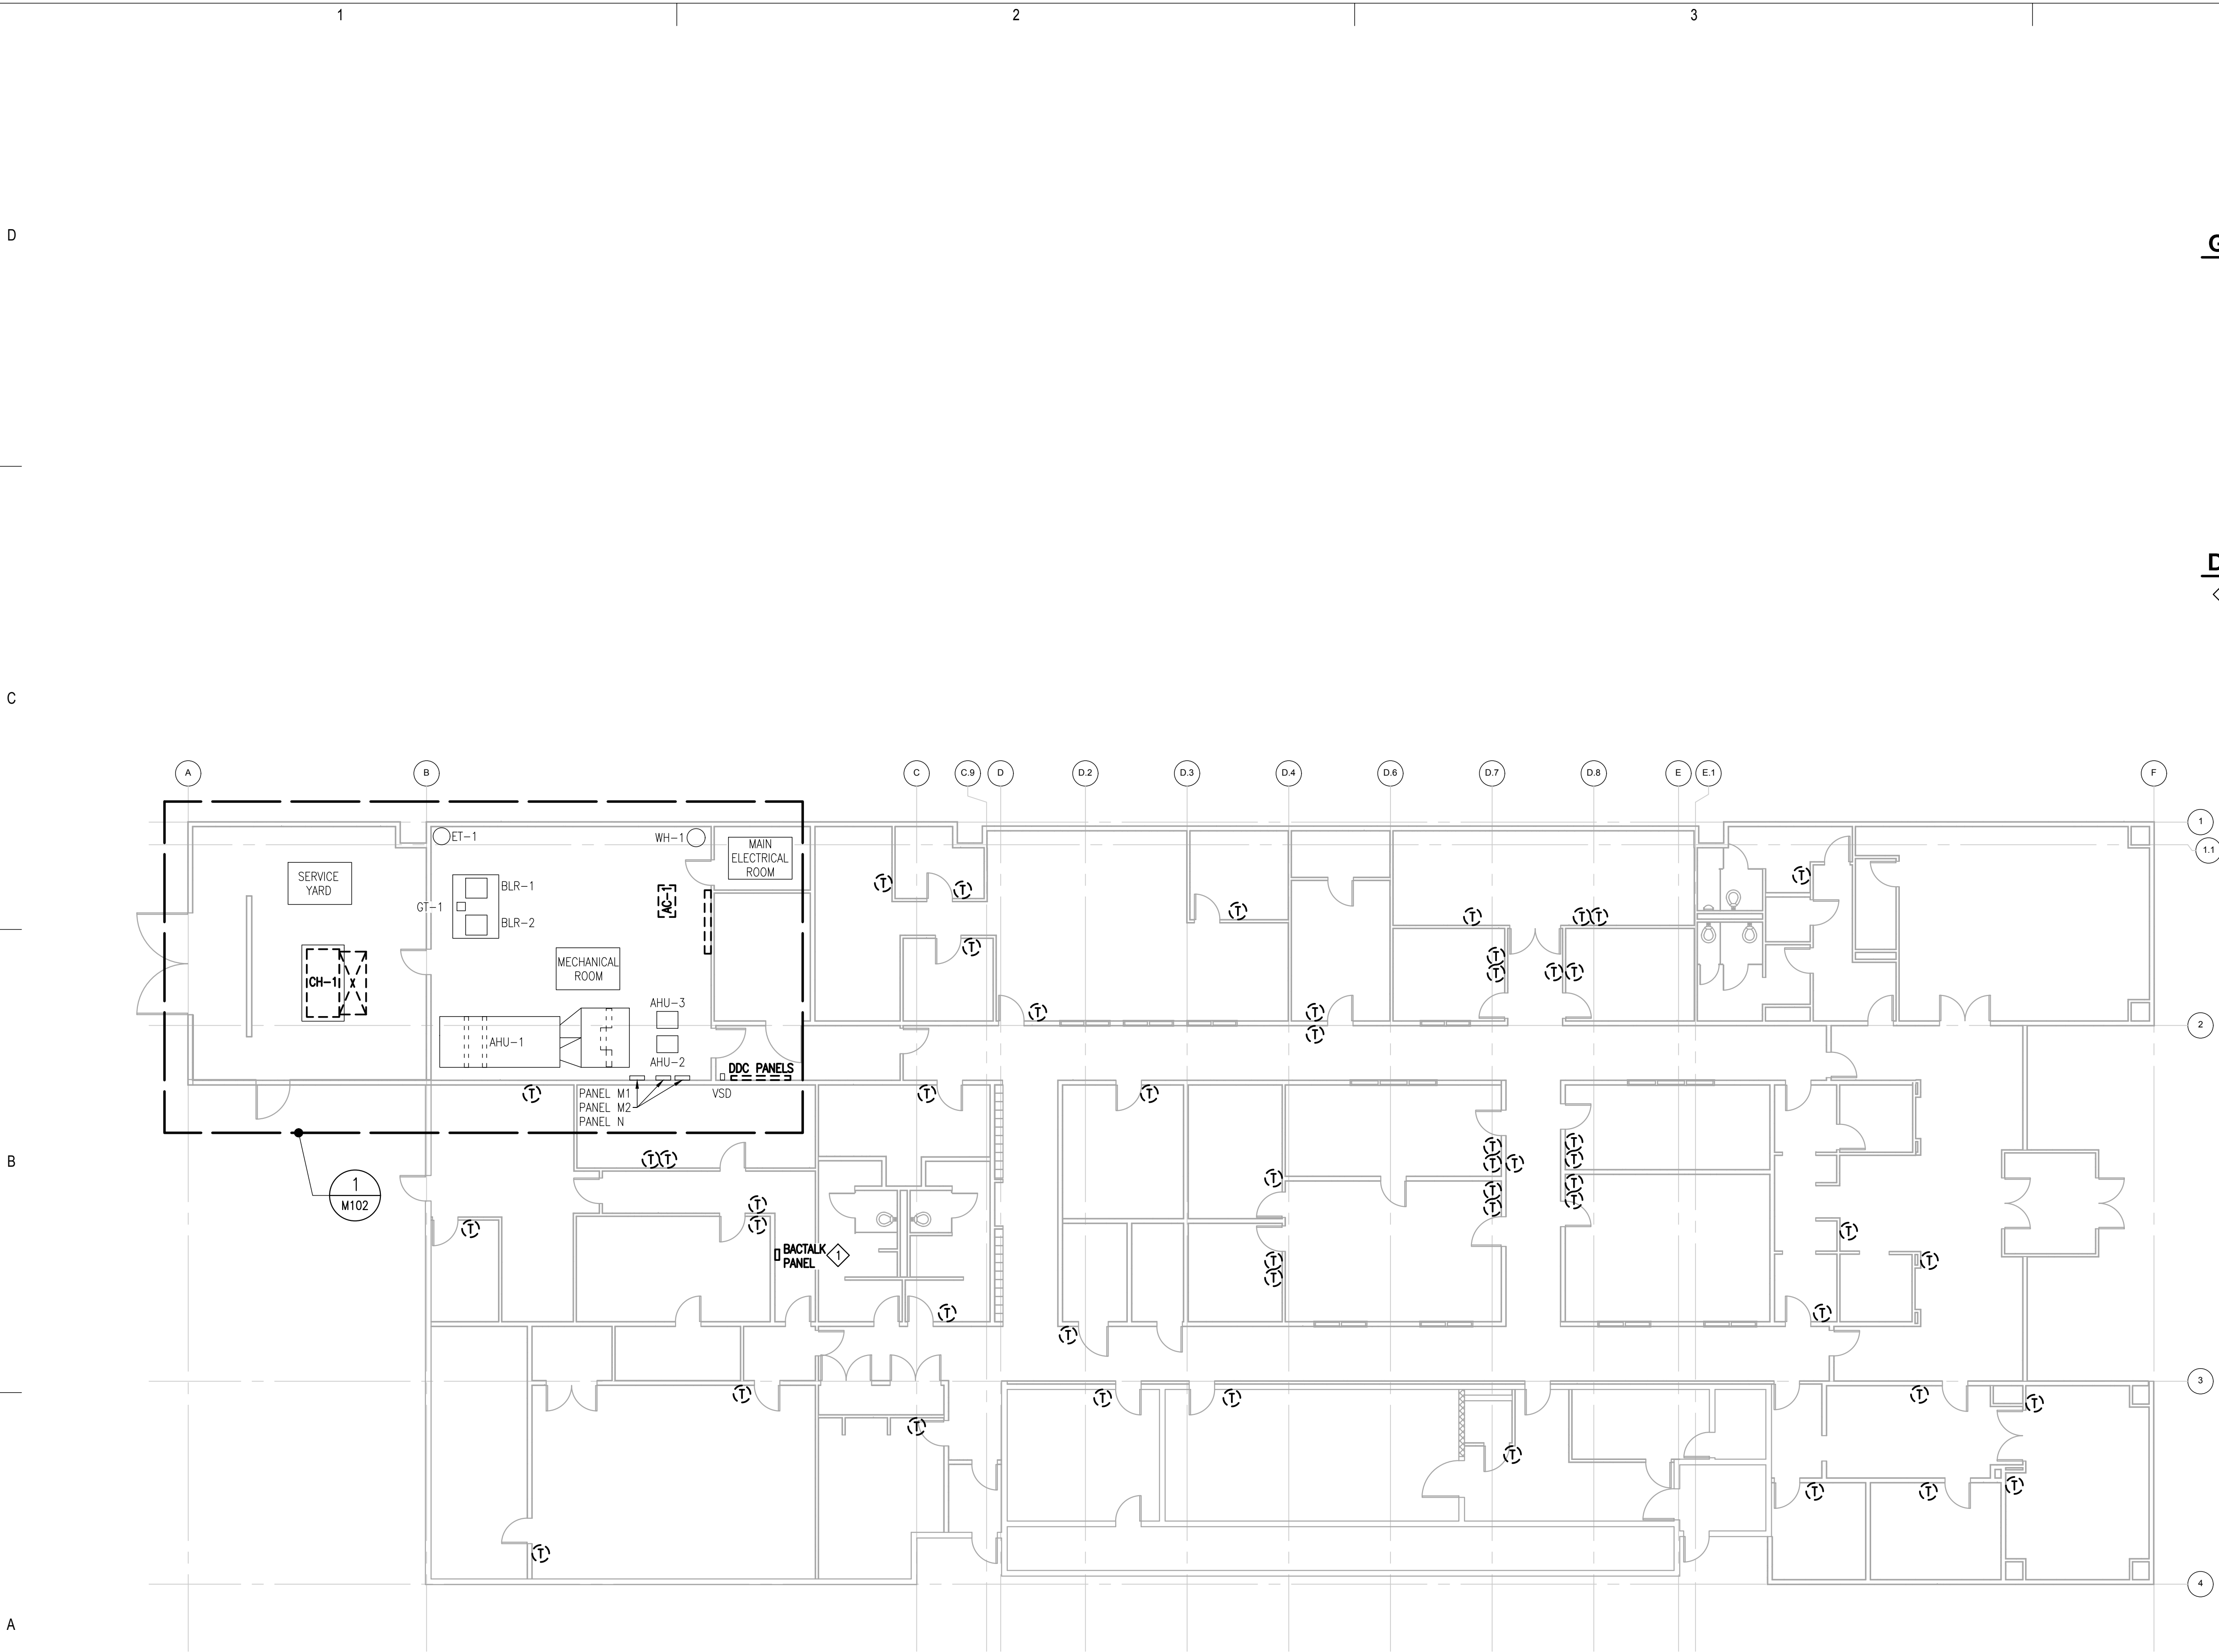 1
2
3
D
G
D
C
A
B
C
C.9
D
D.2
D.3
D.4
D.6
D.7
D.8
E
E.1
F
1
1.1
ET-1
WH-1
MAIN
ELECTRICAL
ROOM
SERVICE
YARD
T
T
BLR-1
T
AC-1
GT-1
T
T
T T
BLR-2
T
T
T
T T
MECHANICAL
ROOM
CH-1
AHU-3
T
T
2
T
AHU-1
AHU-2
DDC PANELS
PANEL M1
PANEL M2
PANEL N
VSD
T
T
T
B
T
T
T T
T T
T
T
T
T
T
T
T
1
M102
T
T
T
T
BACTALK
PANEL
1
T
T
T
T
T
T
3
T
T
T
T
T
T
T
T
T
T
T
T
4
A